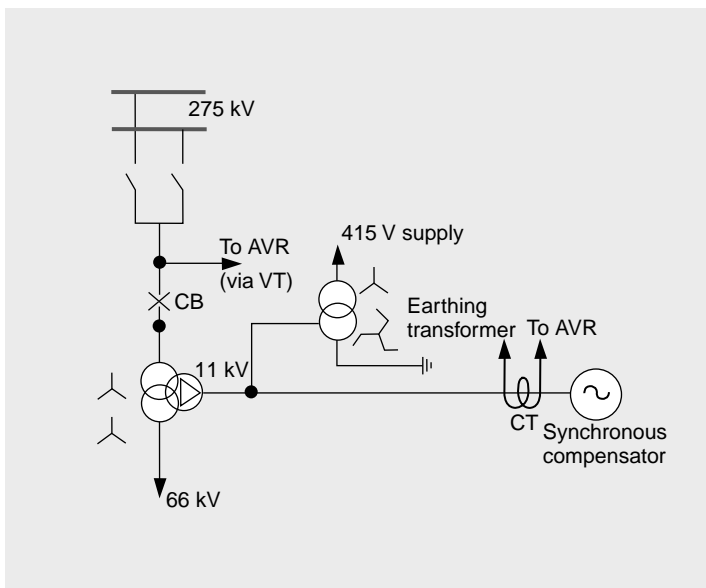 275 kV
415 V supply
To AVR
(via VT)
CB
Earthing
transformer
To AVR
11 kV
CT
Synchronous
compensator
66 kV